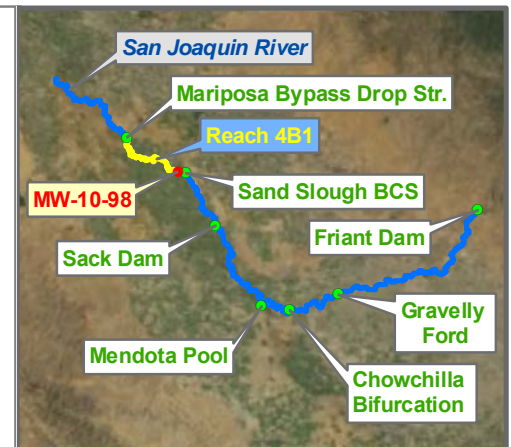 San Joaquin River
Mariposa Bypass Drop Str.
Reach 4B1
MW-10-98
Sand Slough BCS
Friant Dam
Sack Dam
Gravelly
Ford
Mendota Pool
Chowchilla
Bifurcation